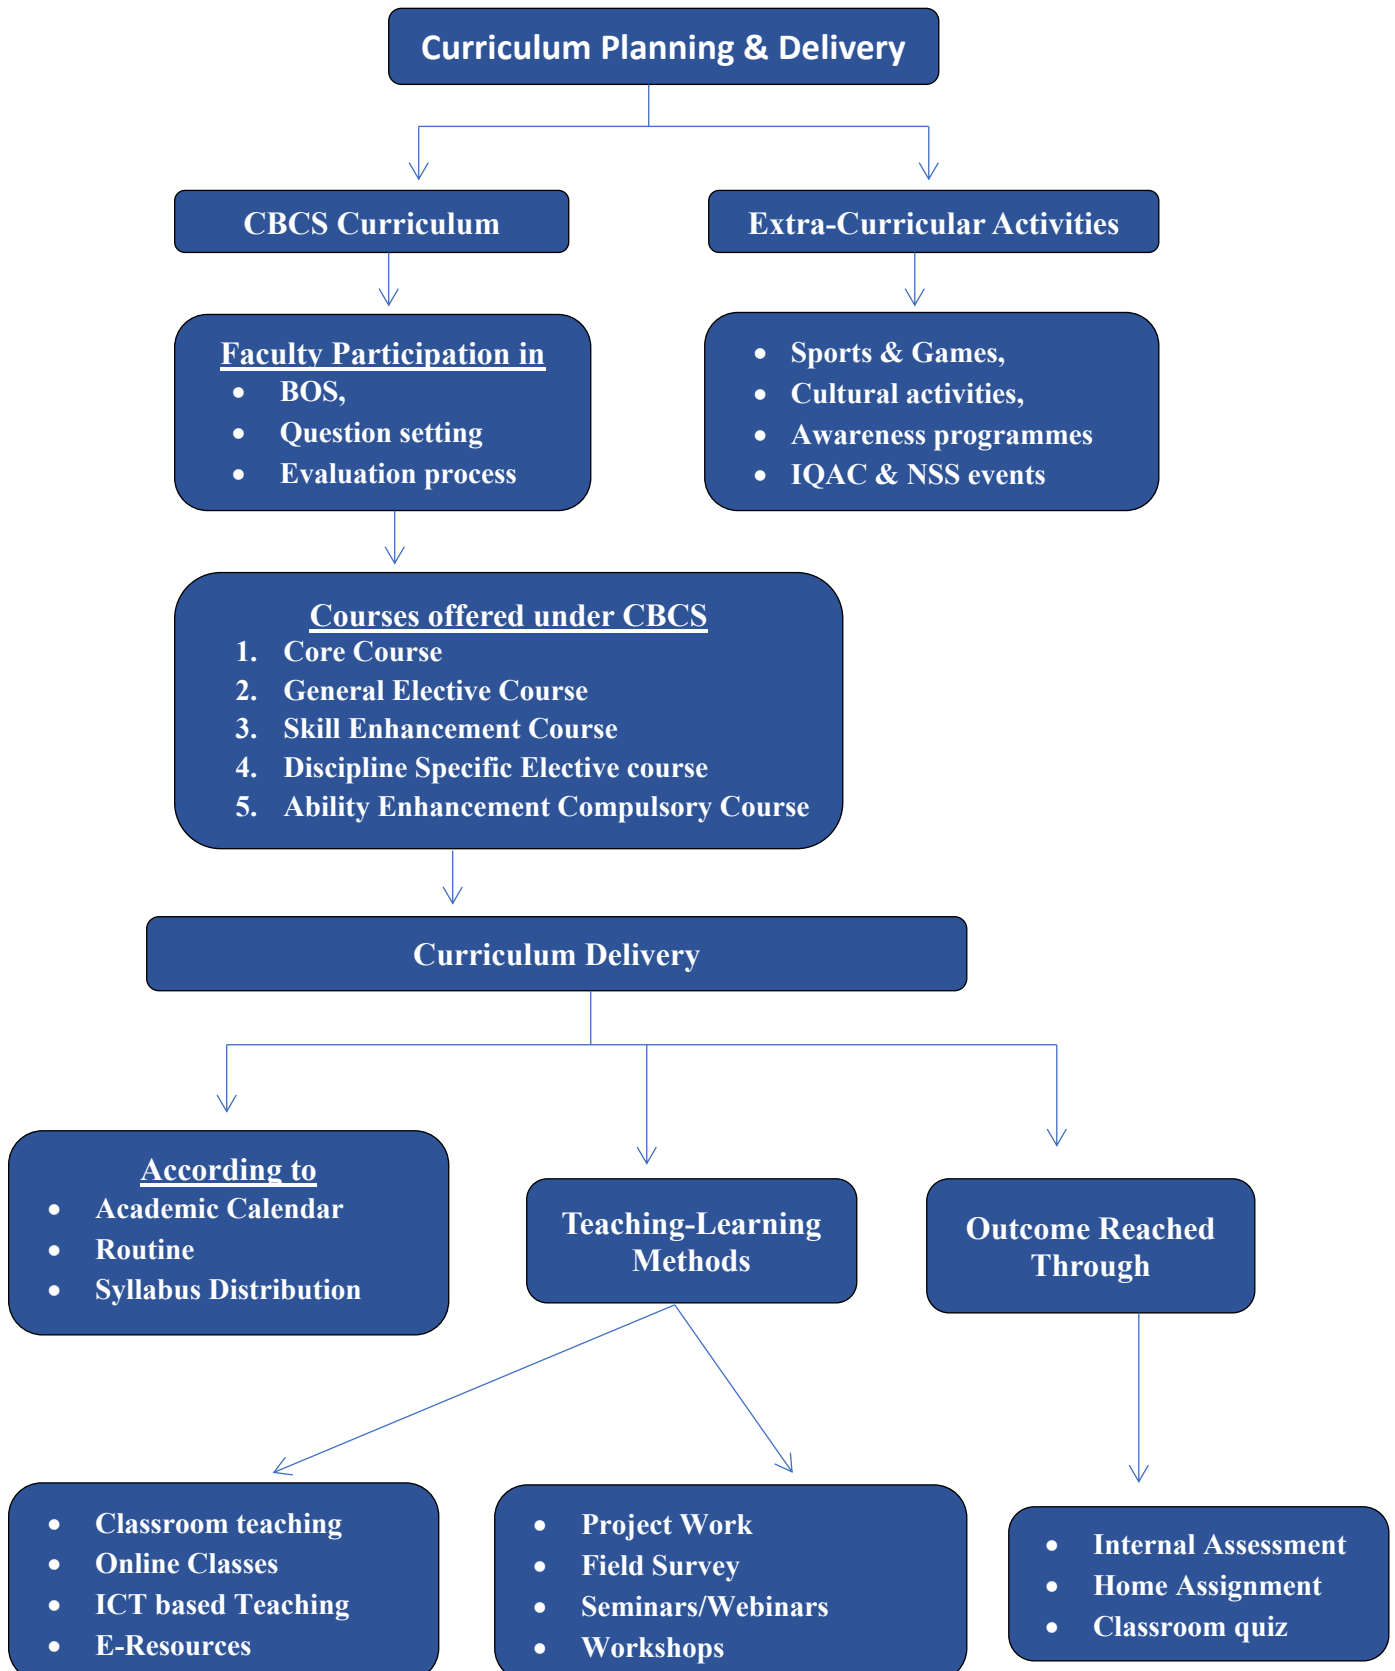 Curriculum Planning & Delivery
CBCS Curriculum
Extra-Curricular Activities
Faculty Participation in
• BOS,
• Question setting
• Evaluation process
• Sports & Games,
• Cultural activities,
• Awareness programmes
• IQAC & NSS events
Courses offered under CBCS
1. Core Course
2. General Elective Course
3. Skill Enhancement Course
4. Discipline Specific Elective course
5. Ability Enhancement Compulsory Course
Curriculum Delivery
According to
• Academic Calendar
• Routine
• Syllabus Distribution
Teaching-Learning
Methods
Outcome Reached
Through
• Classroom teaching
• Online Classes
• ICT based Teaching
• E-Resources
• Project Work
• Field Survey
• Seminars/Webinars
• Workshops
• Internal Assessment
• Home Assignment
• Classroom quiz